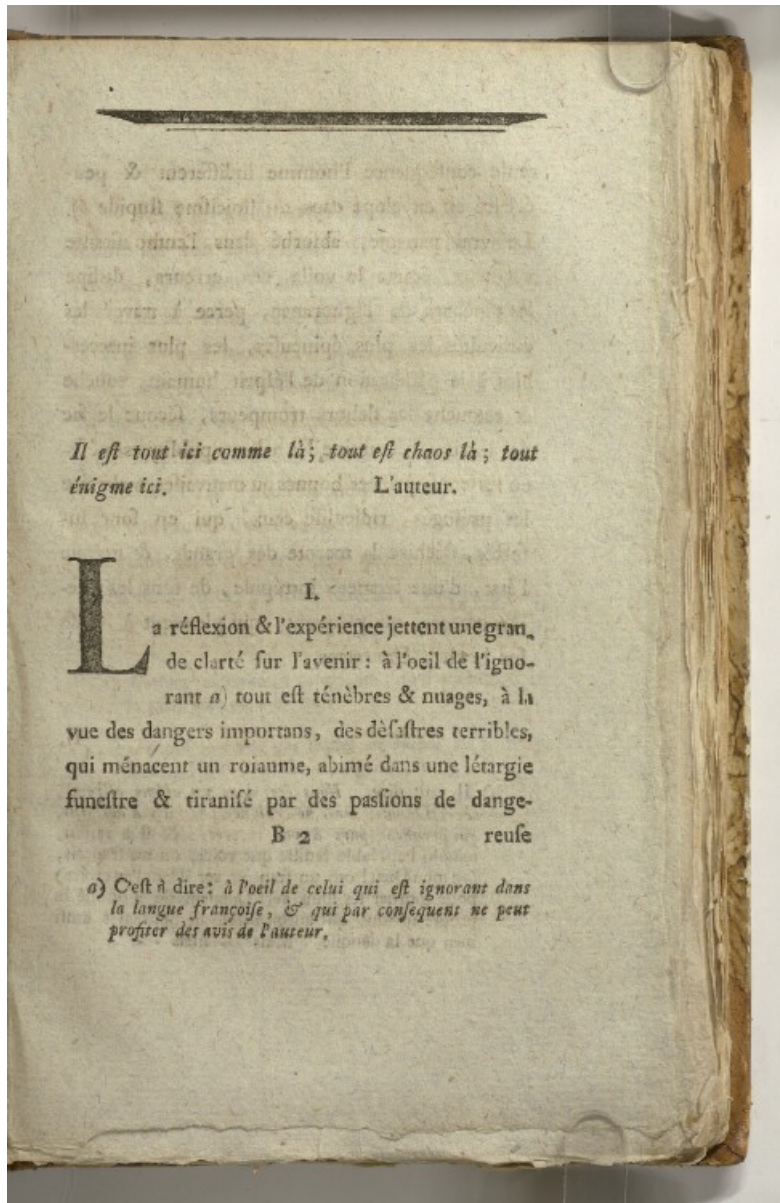 Il eſt tout ici comme là; tout eſt chaos là; tout
énigme ici. L'auteur.
I.
La réflexion & l'expérience jettent une gran-
de clarté ſur l'avenir: à l'oeil de l'igno-
rant a) tout eſt ténèbres & nuages, à la
vue des dangers importans, des dèſaſtres terribles,
qui ménacent un roiaume, abimé dans une létargie
funeſtre & tiraniſé par des paſſions de dange-
B 2 reuſe
a) C'eſt à dire: à l'oeil de celui qui eſt ignorant dans
la langue françoiſe, & qui par conſequent ne peut
profiter des avis de l'auteur.